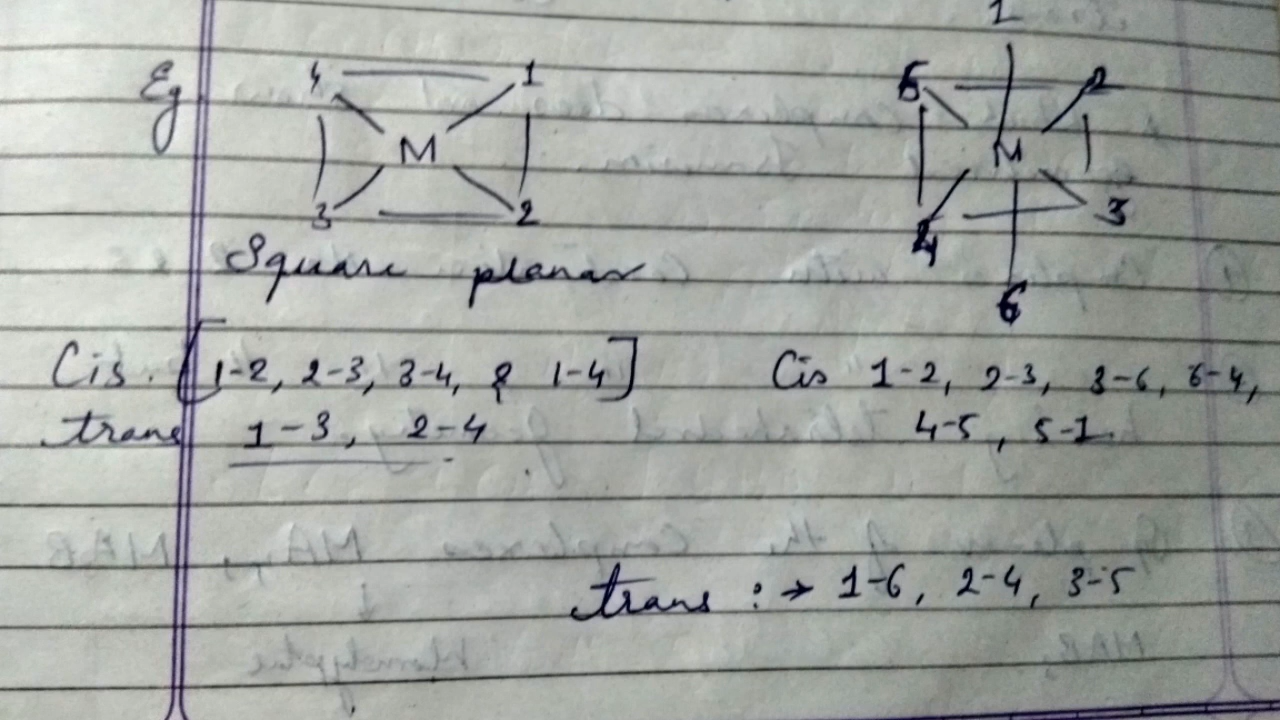 1
Eg 4 1 5 2
M M
3 2 4 3
Square planar 6
Cis. [1-2, 2-3, 3-4, & 1-4] Cis 1-2, 2-3, 3-6, 6-4,
trans 1-3, 2-4 4-5, 5-1.
trans :→ 1-6, 2-4, 3-5